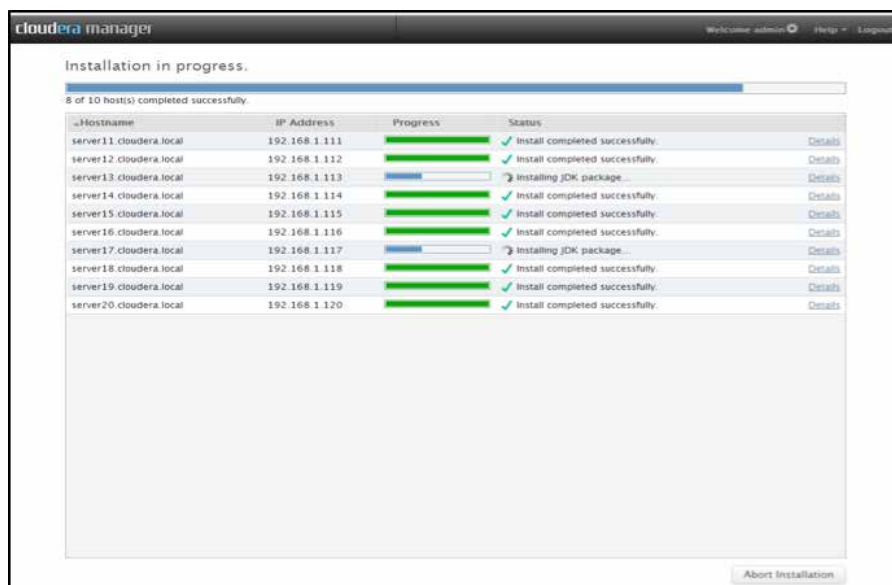 cloudera manager
Welcome admin Help Logout
Installation in progress.
8 of 10 host(s) completed successfully.
Hostname IP Address Progress Status
server11.cloudera.local 192.168.1.111 Install completed successfully. Details
server12.cloudera.local 192.168.1.112 Install completed successfully. Details
server13.cloudera.local 192.168.1.113 Installing JDK package... Details
server14.cloudera.local 192.168.1.114 Install completed successfully. Details
server15.cloudera.local 192.168.1.115 Install completed successfully. Details
server16.cloudera.local 192.168.1.116 Install completed successfully. Details
server17.cloudera.local 192.168.1.117 Installing JDK package... Details
server18.cloudera.local 192.168.1.118 Install completed successfully. Details
server19.cloudera.local 192.168.1.119 Install completed successfully. Details
server20.cloudera.local 192.168.1.120 Install completed successfully. Details
Abort Installation